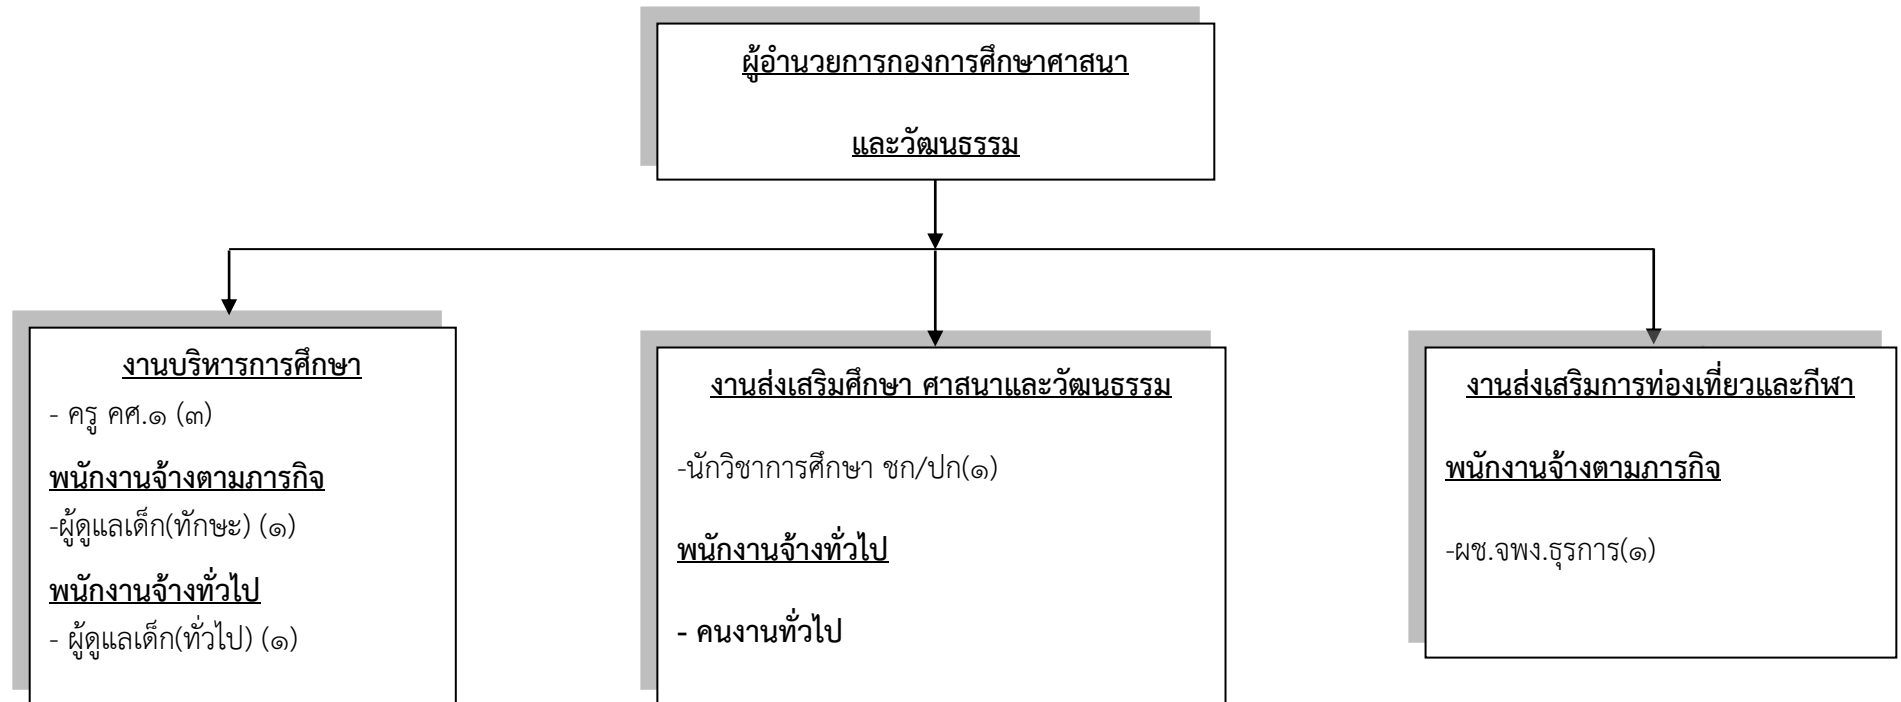 ผู้อำนวยการกองการศึกษาศาสนา
และวัฒนธรรม
งานบริหารการศึกษา
- ครู คศ.๑ (๓)
พนักงานจ้างตามภารกิจ
-ผู้ดูแลเด็ก(ทักษะ) (๑)
พนักงานจ้างทั่วไป
- ผู้ดูแลเด็ก(ทั่วไป) (๑)
งานส่งเสริมศึกษา ศาสนาและวัฒนธรรม
-นักวิชาการศึกษา ชก/ปก(๑)
พนักงานจ้างทั่วไป
- คนงานทั่วไป
งานส่งเสริมการท่องเที่ยวและกีฬา
พนักงานจ้างตามภารกิจ
-ผช.จพง.ธุรการ(๑)